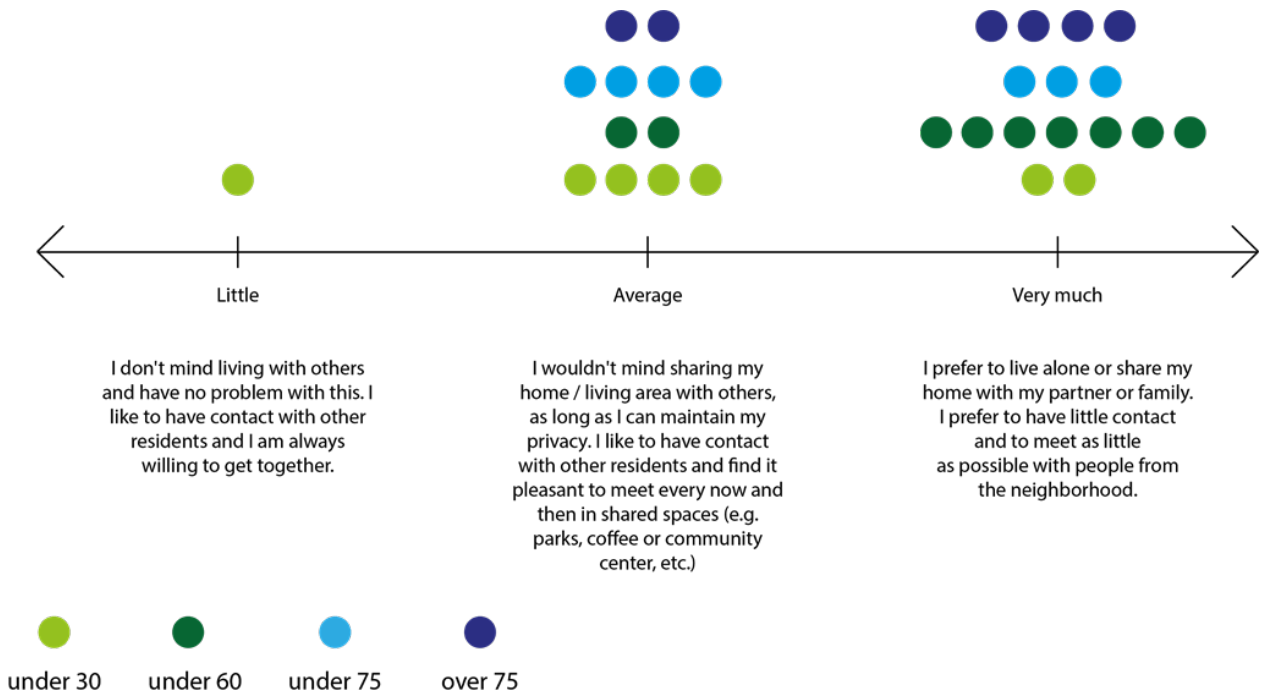 Little
Average
Very much
I don't mind living with others
and have no problem with this. I
like to have contact with other
residents and I am always
willing to get together.
I wouldn't mind sharing my
home / living area with others,
as long as I can maintain my
privacy. I like to have contact
with other residents and find it
pleasant to meet every now and
then in shared spaces (e.g.
parks, coffee or community
center, etc.)
I prefer to live alone or share my
home with my partner or family.
I prefer to have little contact
and to meet as little
as possible with people from
the neighborhood.
under 30
under 60
under 75
over 75